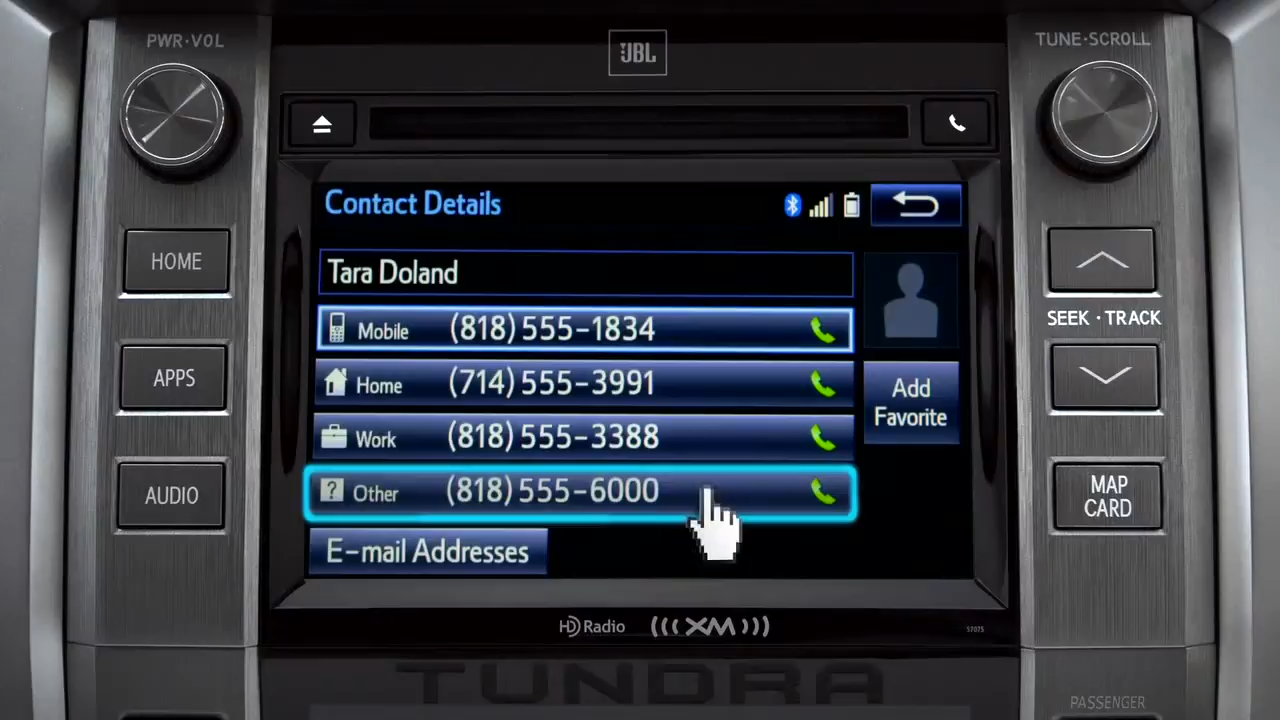 PWR·VOL
JBL
TUNE·SCROLL
Contact Details
Tara Doland
Mobile (818) 555-1834
Home (714) 555-3991
Work (818) 555-3388
? Other (818) 555-6000
Add
Favorite
E-mail Addresses
HOME
APPS
AUDIO
SEEK · TRACK
MAP
CARD
HD Radio
(((XM)))
57075
TUNDRA
PASSENGER